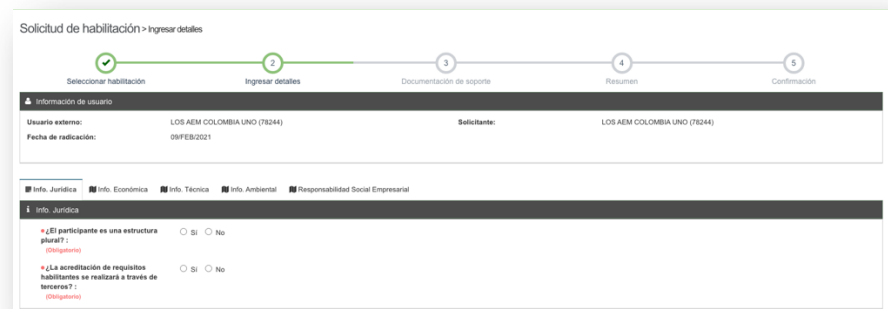 Solicitud de habilitación > Ingresar detalles
2 3 4 5
Seleccionar habilitación Ingresar detalles Documentación de soporte Resumen Confirmación
Información de usuario
Usuario externo: LOS AEM COLOMBIA UNO (78244) Solicitante: LOS AEM COLOMBIA UNO (78244)
Fecha de radicación: 09/FEB/2021
Info. Jurídica Info. Económica Info. Técnica Info. Ambiental Responsabilidad Social Empresarial
Info. Jurídica
¿El participante es una estructura Sí No
plural? :
(Obligatorio)
¿La acreditación de requisitos Sí No
habilitantes se realizará a través de
terceros? :
(Obligatorio)